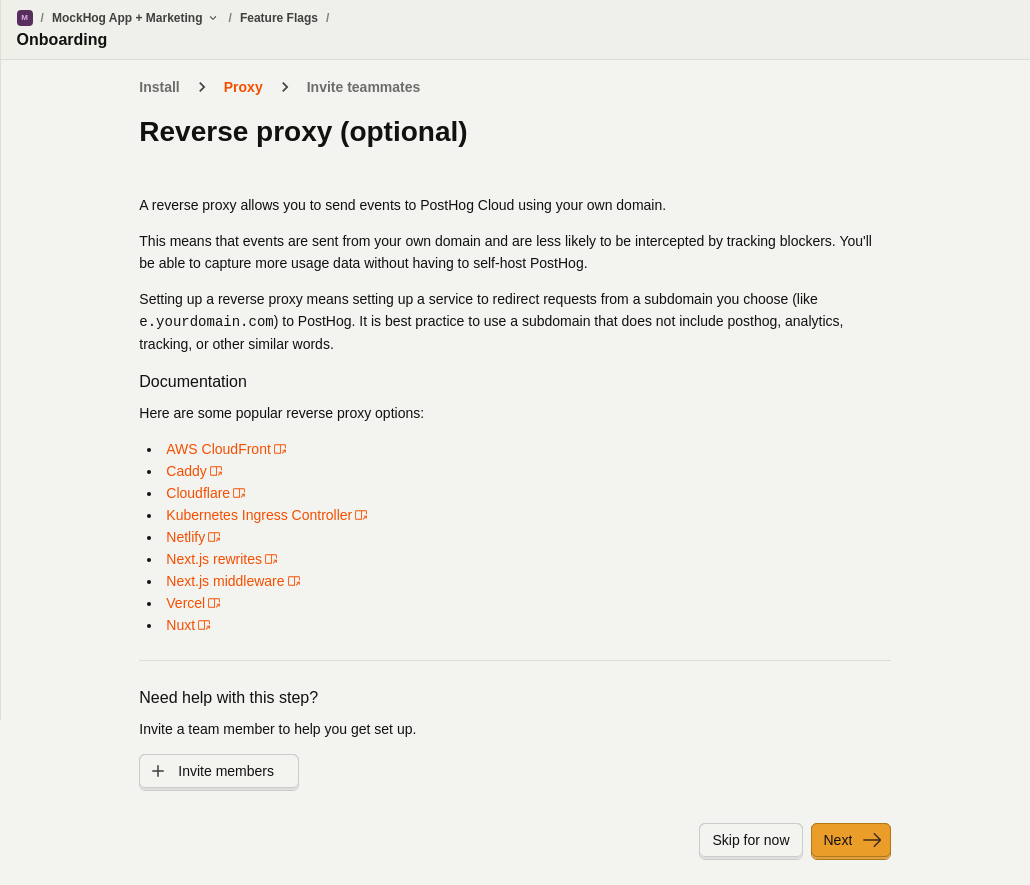 M / MockHog App + Marketing / Feature Flags /
Onboarding
Install > Proxy > Invite teammates
Reverse proxy (optional)
A reverse proxy allows you to send events to PostHog Cloud using your own domain.
This means that events are sent from your own domain and are less likely to be intercepted by tracking blockers. You'll
be able to capture more usage data without having to self-host PostHog.
Setting up a reverse proxy means setting up a service to redirect requests from a subdomain you choose (like
e.yourdomain.com) to PostHog. It is best practice to use a subdomain that does not include posthog, analytics,
tracking, or other similar words.
Documentation
Here are some popular reverse proxy options:
• AWS CloudFront
• Caddy
• Cloudflare
• Kubernetes Ingress Controller
• Netlify
• Next.js rewrites
• Next.js middleware
• Vercel
• Nuxt
Need help with this step?
Invite a team member to help you get set up.
+ Invite members
Skip for now
Next